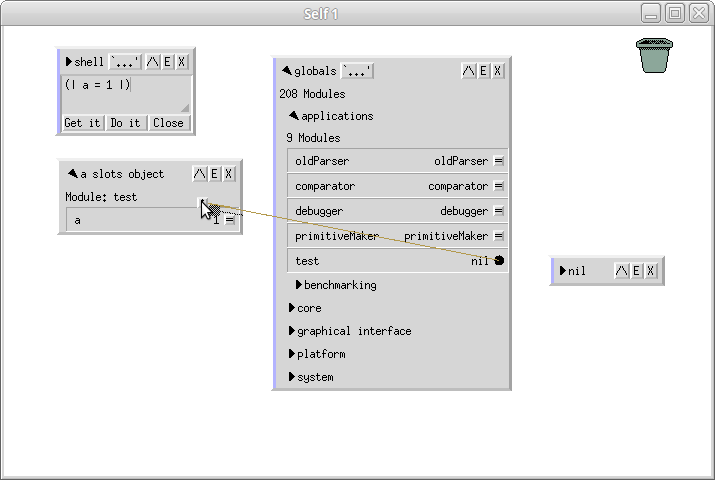 Self 1
shell `...' /\ E X
(| a = 1 |)
Get it Do it Close
a slots object /\ E X
Module: test
a 1
globals `...' /\ E X
208 Modules
applications
9 Modules
oldParser oldParser
comparator comparator
debugger debugger
primitiveMaker primitiveMaker
test nil
benchmarking
core
graphical interface
platform
system
nil /\ E X